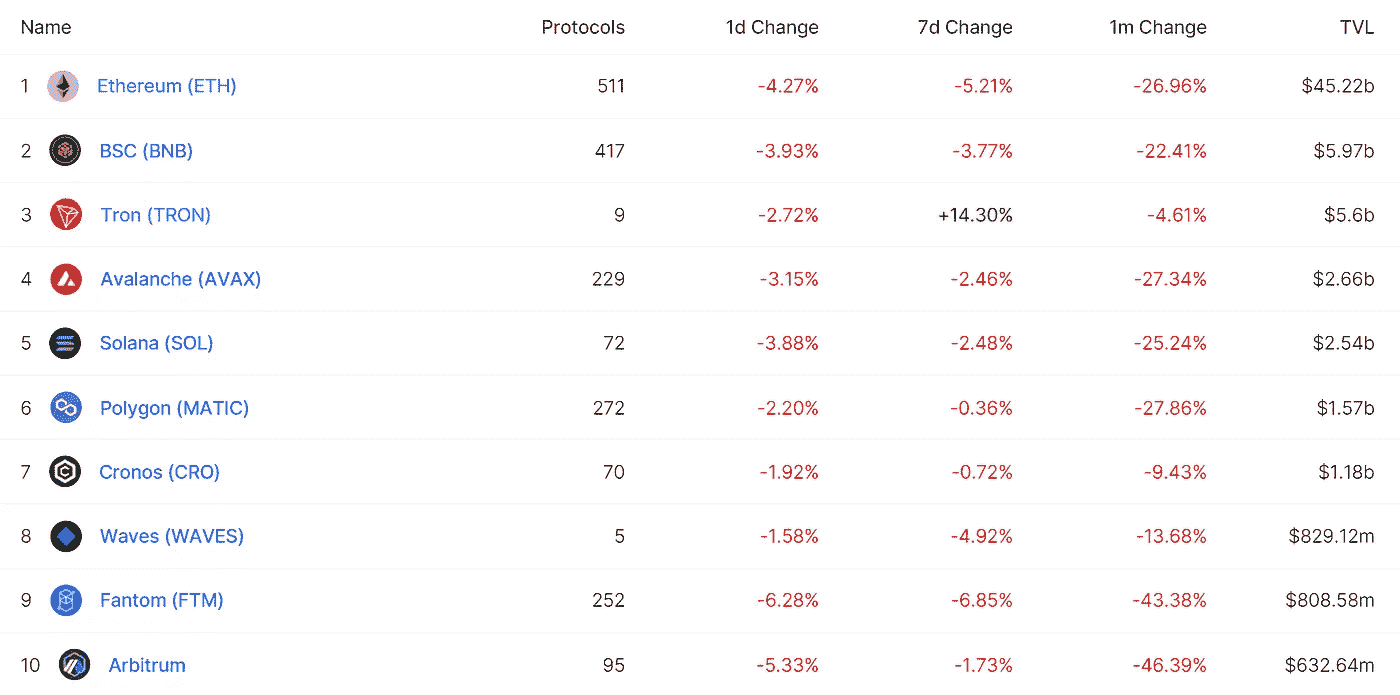 Name Protocols 1d Change 7d Change 1m Change TVL
1 Ethereum (ETH) 511 -4.27% -5.21% -26.96% $45.22b
2 BSC (BNB) 417 -3.93% -3.77% -22.41% $5.97b
3 Tron (TRON) 9 -2.72% +14.30% -4.61% $5.6b
4 Avalanche (AVAX) 229 -3.15% -2.46% -27.34% $2.66b
5 Solana (SOL) 72 -3.88% -2.48% -25.24% $2.54b
6 Polygon (MATIC) 272 -2.20% -0.36% -27.86% $1.57b
7 Cronos (CRO) 70 -1.92% -0.72% -9.43% $1.18b
8 Waves (WAVES) 5 -1.58% -4.92% -13.68% $829.12m
9 Fantom (FTM) 252 -6.28% -6.85% -43.38% $808.58m
10 Arbitrum 95 -5.33% -1.73% -46.39% $632.64m